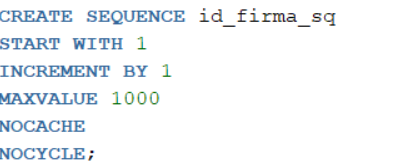 CREATE SEQUENCE id_firma_sq
START WITH 1
INCREMENT BY 1
MAXVALUE 1000
NOCACHE
NOCYCLE;